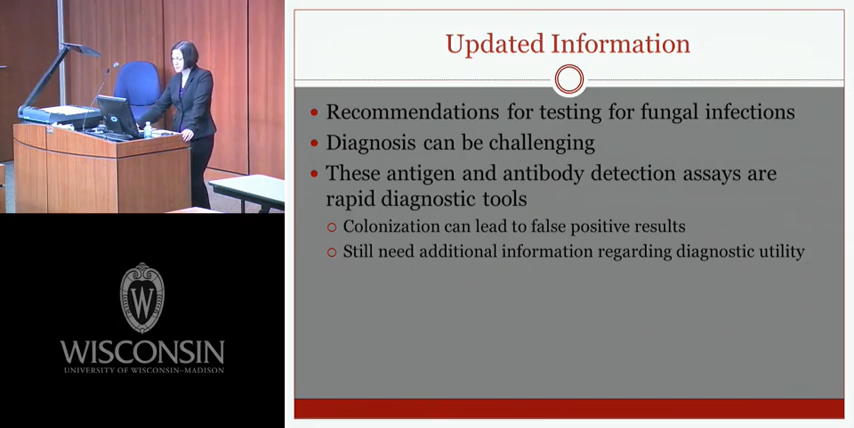 Updated Information
• Recommendations for testing for fungal infections
• Diagnosis can be challenging
• These antigen and antibody detection assays are
rapid diagnostic tools
○ Colonization can lead to false positive results
○ Still need additional information regarding diagnostic utility
W
WISCONSIN
UNIVERSITY OF WISCONSIN–MADISON